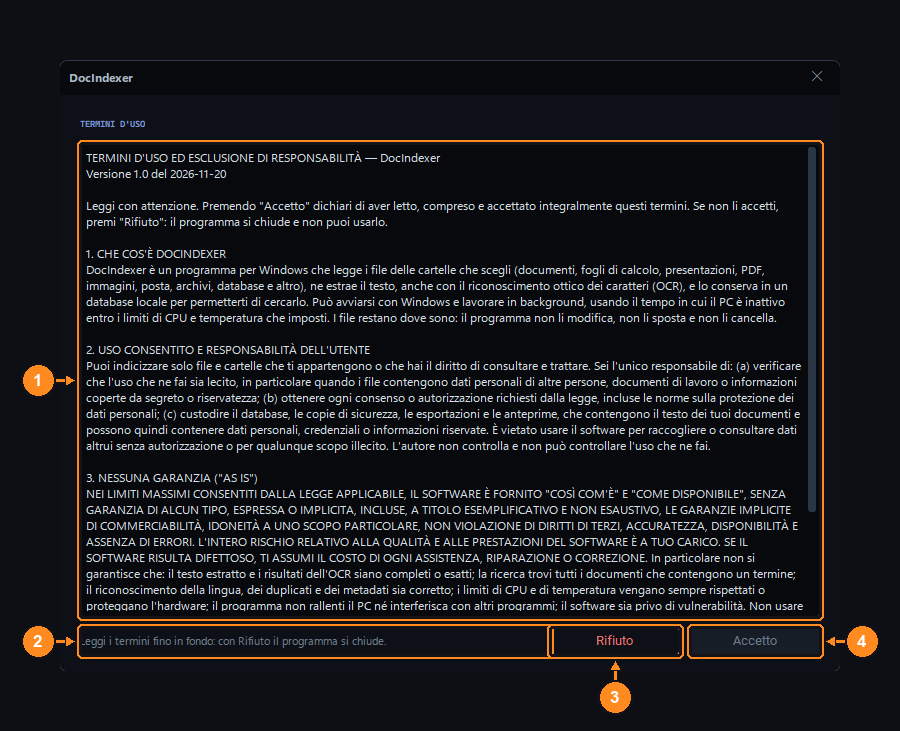 DocIndexer
TERMINI D'USO
TERMINI D'USO ED ESCLUSIONE DI RESPONSABILITÀ — DocIndexer
Versione 1.0 del 2026-11-20
Leggi con attenzione. Premendo "Accetto" dichiari di aver letto, compreso e accettato integralmente questi termini. Se non li accetti,
premi "Rifiuto": il programma si chiude e non puoi usarlo.
1. CHE COS'È DOCINDEXER
DocIndexer è un programma per Windows che legge i file delle cartelle che scegli (documenti, fogli di calcolo, presentazioni, PDF,
immagini, posta, archivi, database e altro), ne estrae il testo, anche con il riconoscimento ottico dei caratteri (OCR), e lo conserva in un
database locale per permetterti di cercarlo. Può avviarsi con Windows e lavorare in background, usando il tempo in cui il PC è inattivo
entro i limiti di CPU e temperatura che imposti. I file restano dove sono: il programma non li modifica, non li sposta e non li cancella.
2. USO CONSENTITO E RESPONSABILITÀ DELL'UTENTE
Puoi indicizzare solo file e cartelle che ti appartengono o che hai il diritto di consultare e trattare. Sei l'unico responsabile di: (a) verificare
che l'uso che ne fai sia lecito, in particolare quando i file contengono dati personali di altre persone, documenti di lavoro o informazioni
coperte da segreto o riservatezza; (b) ottenere ogni consenso o autorizzazione richiesti dalla legge, incluse le norme sulla protezione dei
dati personali; (c) custodire il database, le copie di sicurezza, le esportazioni e le anteprime, che contengono il testo dei tuoi documenti e
possono quindi contenere dati personali, credenziali o informazioni riservate. È vietato usare il software per raccogliere o consultare dati
altrui senza autorizzazione o per qualunque scopo illecito. L'autore non controlla e non può controllare l'uso che ne fai.
3. NESSUNA GARANZIA ("AS IS")
NEI LIMITI MASSIMI CONSENTITI DALLA LEGGE APPLICABILE, IL SOFTWARE È FORNITO "COSÌ COM'È" E "COME DISPONIBILE", SENZA
GARANZIA DI ALCUN TIPO, ESPRESSA O IMPLICITA, INCLUSE, A TITOLO ESEMPLIFICATIVO E NON ESAUSTIVO, LE GARANZIE IMPLICITE
DI COMMERCIABILITÀ, IDONEITÀ A UNO SCOPO PARTICOLARE, NON VIOLAZIONE DI DIRITTI DI TERZI, ACCURATEZZA, DISPONIBILITÀ E
ASSENZA DI ERRORI. L'INTERO RISCHIO RELATIVO ALLA QUALITÀ E ALLE PRESTAZIONI DEL SOFTWARE È A TUO CARICO. SE IL
SOFTWARE RISULTA DIFETTOSO, TI ASSUMI IL COSTO DI OGNI ASSISTENZA, RIPARAZIONE O CORREZIONE. In particolare non si
garantisce che: il testo estratto e i risultati dell'OCR siano completi o esatti; la ricerca trovi tutti i documenti che contengono un termine;
il riconoscimento della lingua, dei duplicati e dei metadati sia corretto; i limiti di CPU e di temperatura vengano sempre rispettati o
proteggano l'hardware; il programma non rallenti il PC né interferisca con altri programmi; il software sia privo di vulnerabilità. Non usare
1
2
Leggi i termini fino in fondo: con Rifiuto il programma si chiude.
Rifiuto
Accetto
4
3